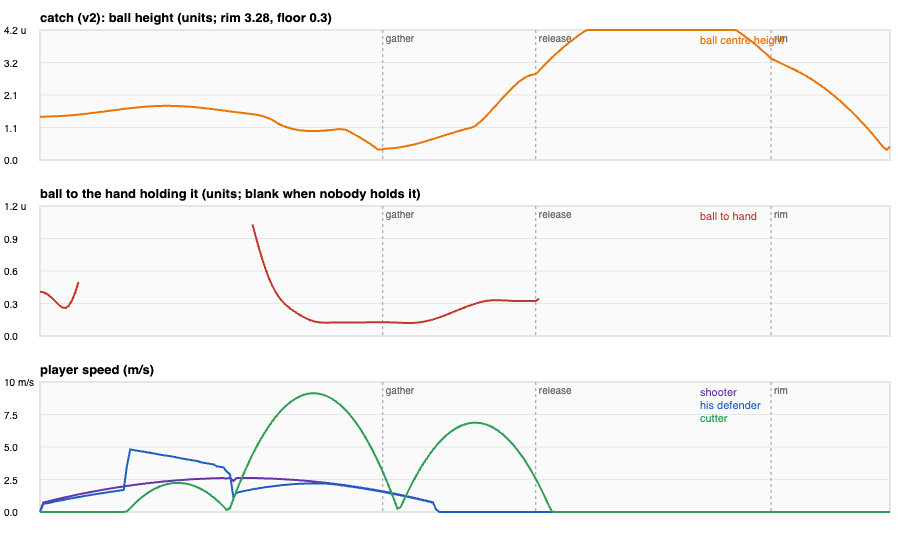 catch (v2): ball height (units; rim 3.28, floor 0.3)
4.2 u
gather
release
ball centre height
rim
3.2
2.1
1.1
0.0
ball to the hand holding it (units; blank when nobody holds it)
1.2 u
gather
release
ball to hand
rim
0.9
0.6
0.3
0.0
player speed (m/s)
10 m/s
gather
release
shooter
rim
his defender
7.5
cutter
5.0
2.5
0.0